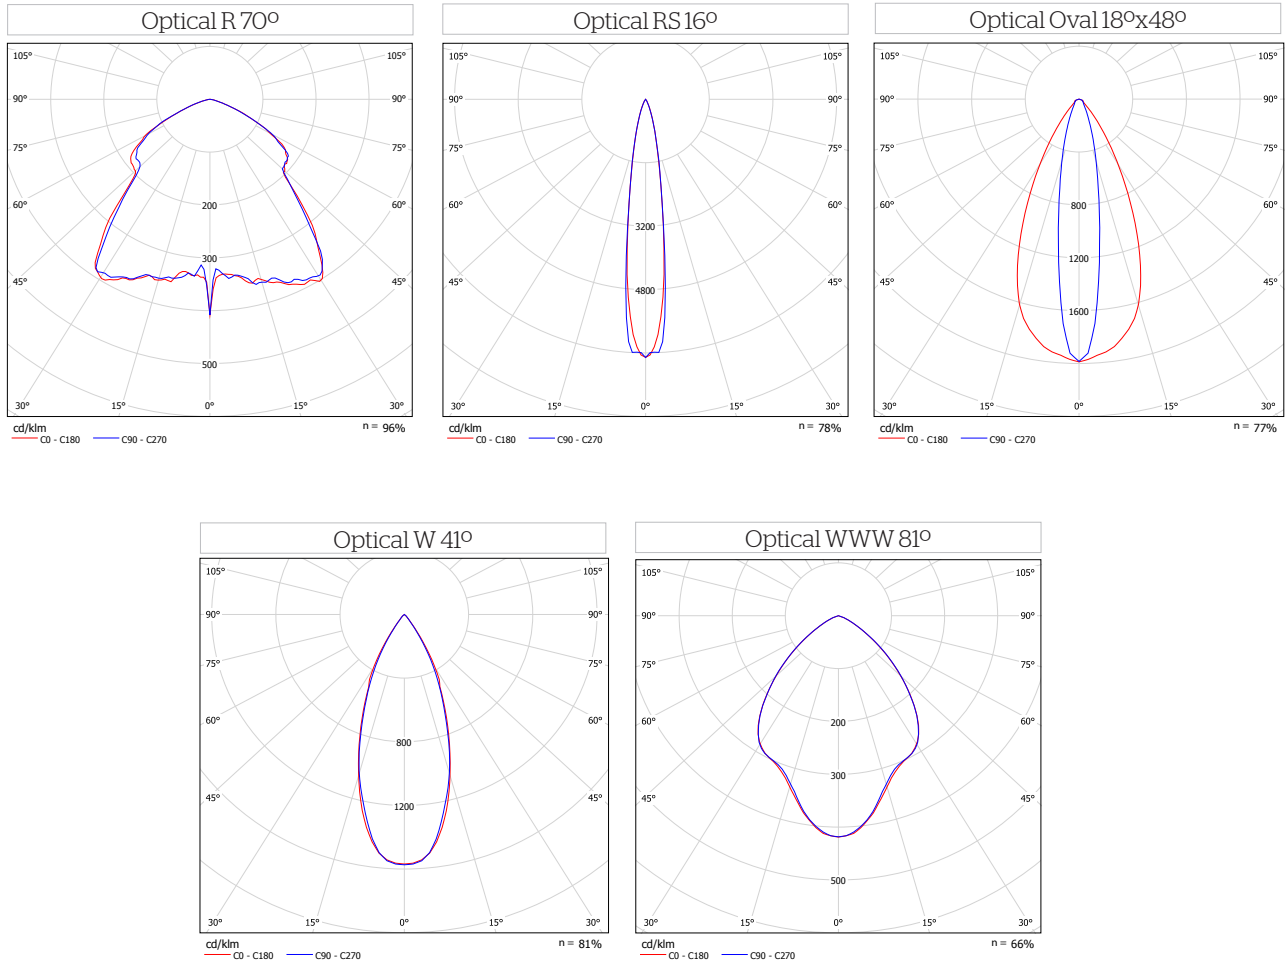 Optical R 70º
105° 105°
90° 90°
75° 75°
60° 60°
45° 45°
200
300
500
30° 15° 0° 15° 30°
cd/klm
C0 - C180 C90 - C270
n = 96%
Optical RS 16º
105° 105°
90° 90°
75° 75°
60° 60°
45° 45°
3200
4800
30° 15° 0° 15° 30°
cd/klm
C0 - C180 C90 - C270
n = 78%
Optical Oval 18ºx48º
105° 105°
90° 90°
75° 75°
60° 60°
45° 45°
800
1200
1600
30° 15° 0° 15° 30°
cd/klm
C0 - C180 C90 - C270
n = 77%
Optical W 41º
105° 105°
90° 90°
75° 75°
60° 60°
45° 45°
800
1200
30° 15° 0° 15° 30°
cd/klm
C0 - C180 C90 - C270
n = 81%
Optical WWW 81º
105° 105°
90° 90°
75° 75°
60° 60°
45° 45°
200
300
500
30° 15° 0° 15° 30°
cd/klm
C0 - C180 C90 - C270
n = 66%